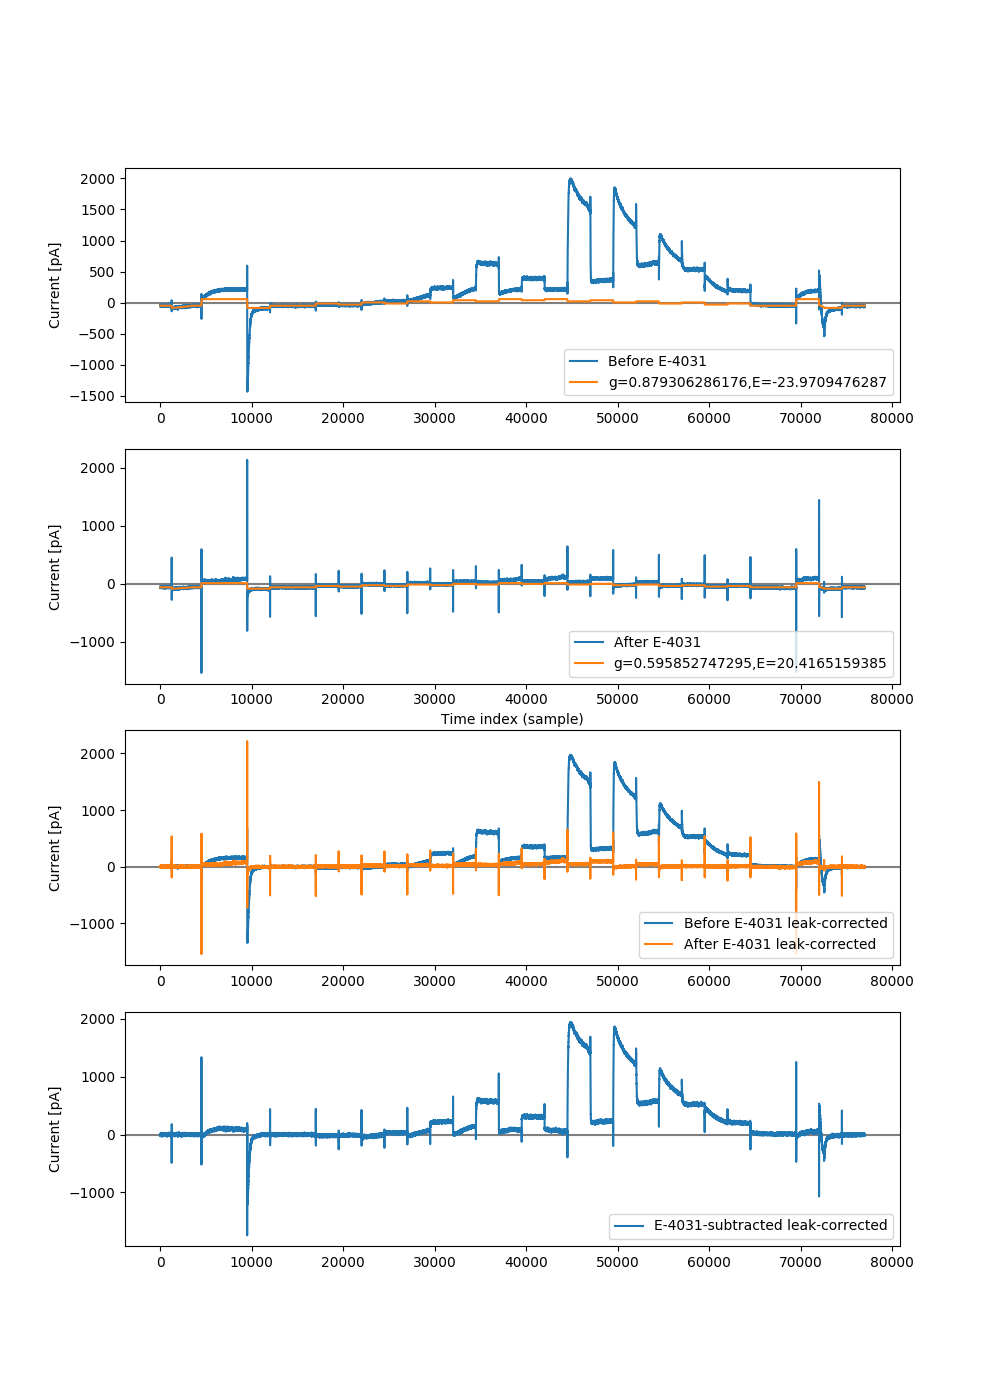 2000
1500
1000
500
0
−500
−1000
−1500
Current [pA]
Before E-4031
g=0.879306286176,E=-23.9709476287
0 10000 20000 30000 40000 50000 60000 70000 80000
2000
1000
0
−1000
Current [pA]
After E-4031
g=0.595852747295,E=20.4165159385
0 10000 20000 30000 40000 50000 60000 70000 80000
Time index (sample)
2000
1000
0
−1000
Current [pA]
Before E-4031 leak-corrected
After E-4031 leak-corrected
0 10000 20000 30000 40000 50000 60000 70000 80000
2000
1000
0
−1000
Current [pA]
E-4031-subtracted leak-corrected
0 10000 20000 30000 40000 50000 60000 70000 80000